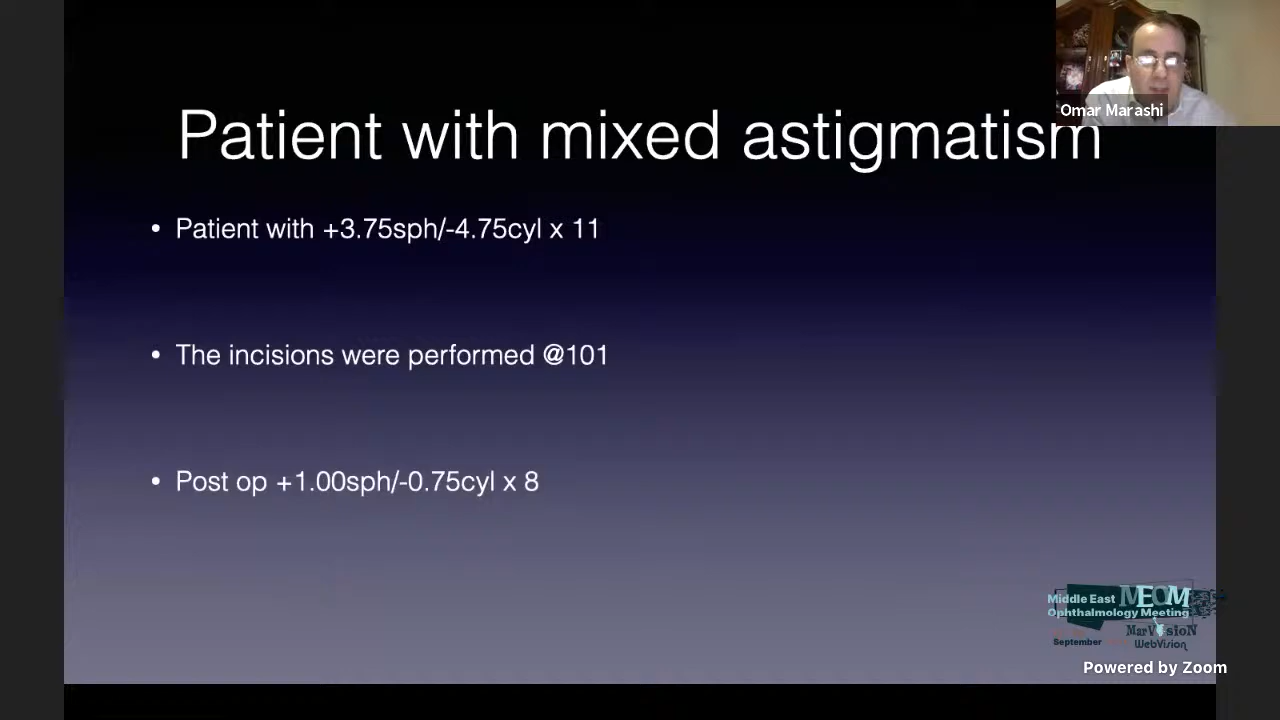 Omar Marashi
Patient with mixed astigmatism
• Patient with +3.75sph/-4.75cyl x 11
• The incisions were performed @101
• Post op +1.00sph/-0.75cyl x 8
Middle East MEOM
Ophthalmology Meeting
MarVision
September
WebVision
Powered by Zoom